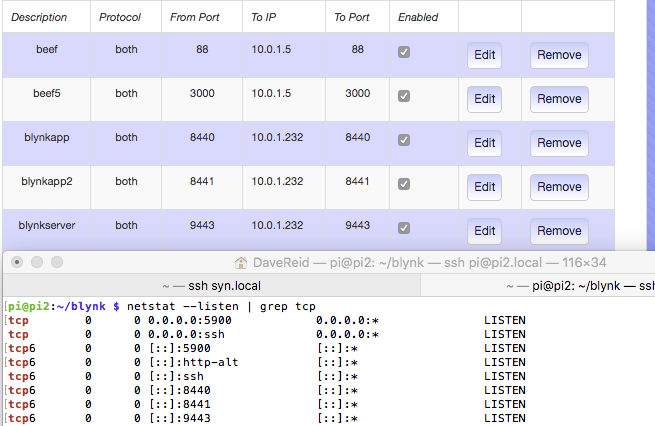 Description Protocol From Port To IP To Port Enabled
beef both 88 10.0.1.5 88 Edit Remove
beef5 both 3000 10.0.1.5 3000 Edit Remove
blynkapp both 8440 10.0.1.232 8440 Edit Remove
blynkapp2 both 8441 10.0.1.232 8441 Edit Remove
blynkserver both 9443 10.0.1.232 9443 Edit Remove
DaveReid — pi@pi2: ~/blynk — ssh pi@pi2.local — 116×34
~ — ssh syn.local ~ — pi@pi2: ~/blynk — ssh
[pi@pi2:~/blynk $ netstat --listen | grep tcp
[tcp 0 0 0.0.0.0:5900 0.0.0.0:* LISTEN
tcp 0 0 0.0.0.0:ssh 0.0.0.0:* LISTEN
tcp6 0 0 [::]:5900 [::]:* LISTEN
tcp6 0 0 [::]:http-alt [::]:* LISTEN
tcp6 0 0 [::]:ssh [::]:* LISTEN
tcp6 0 0 [::]:8440 [::]:* LISTEN
tcp6 0 0 [::]:8441 [::]:* LISTEN
tcp6 0 0 [::]:9443 [::]:* LISTEN